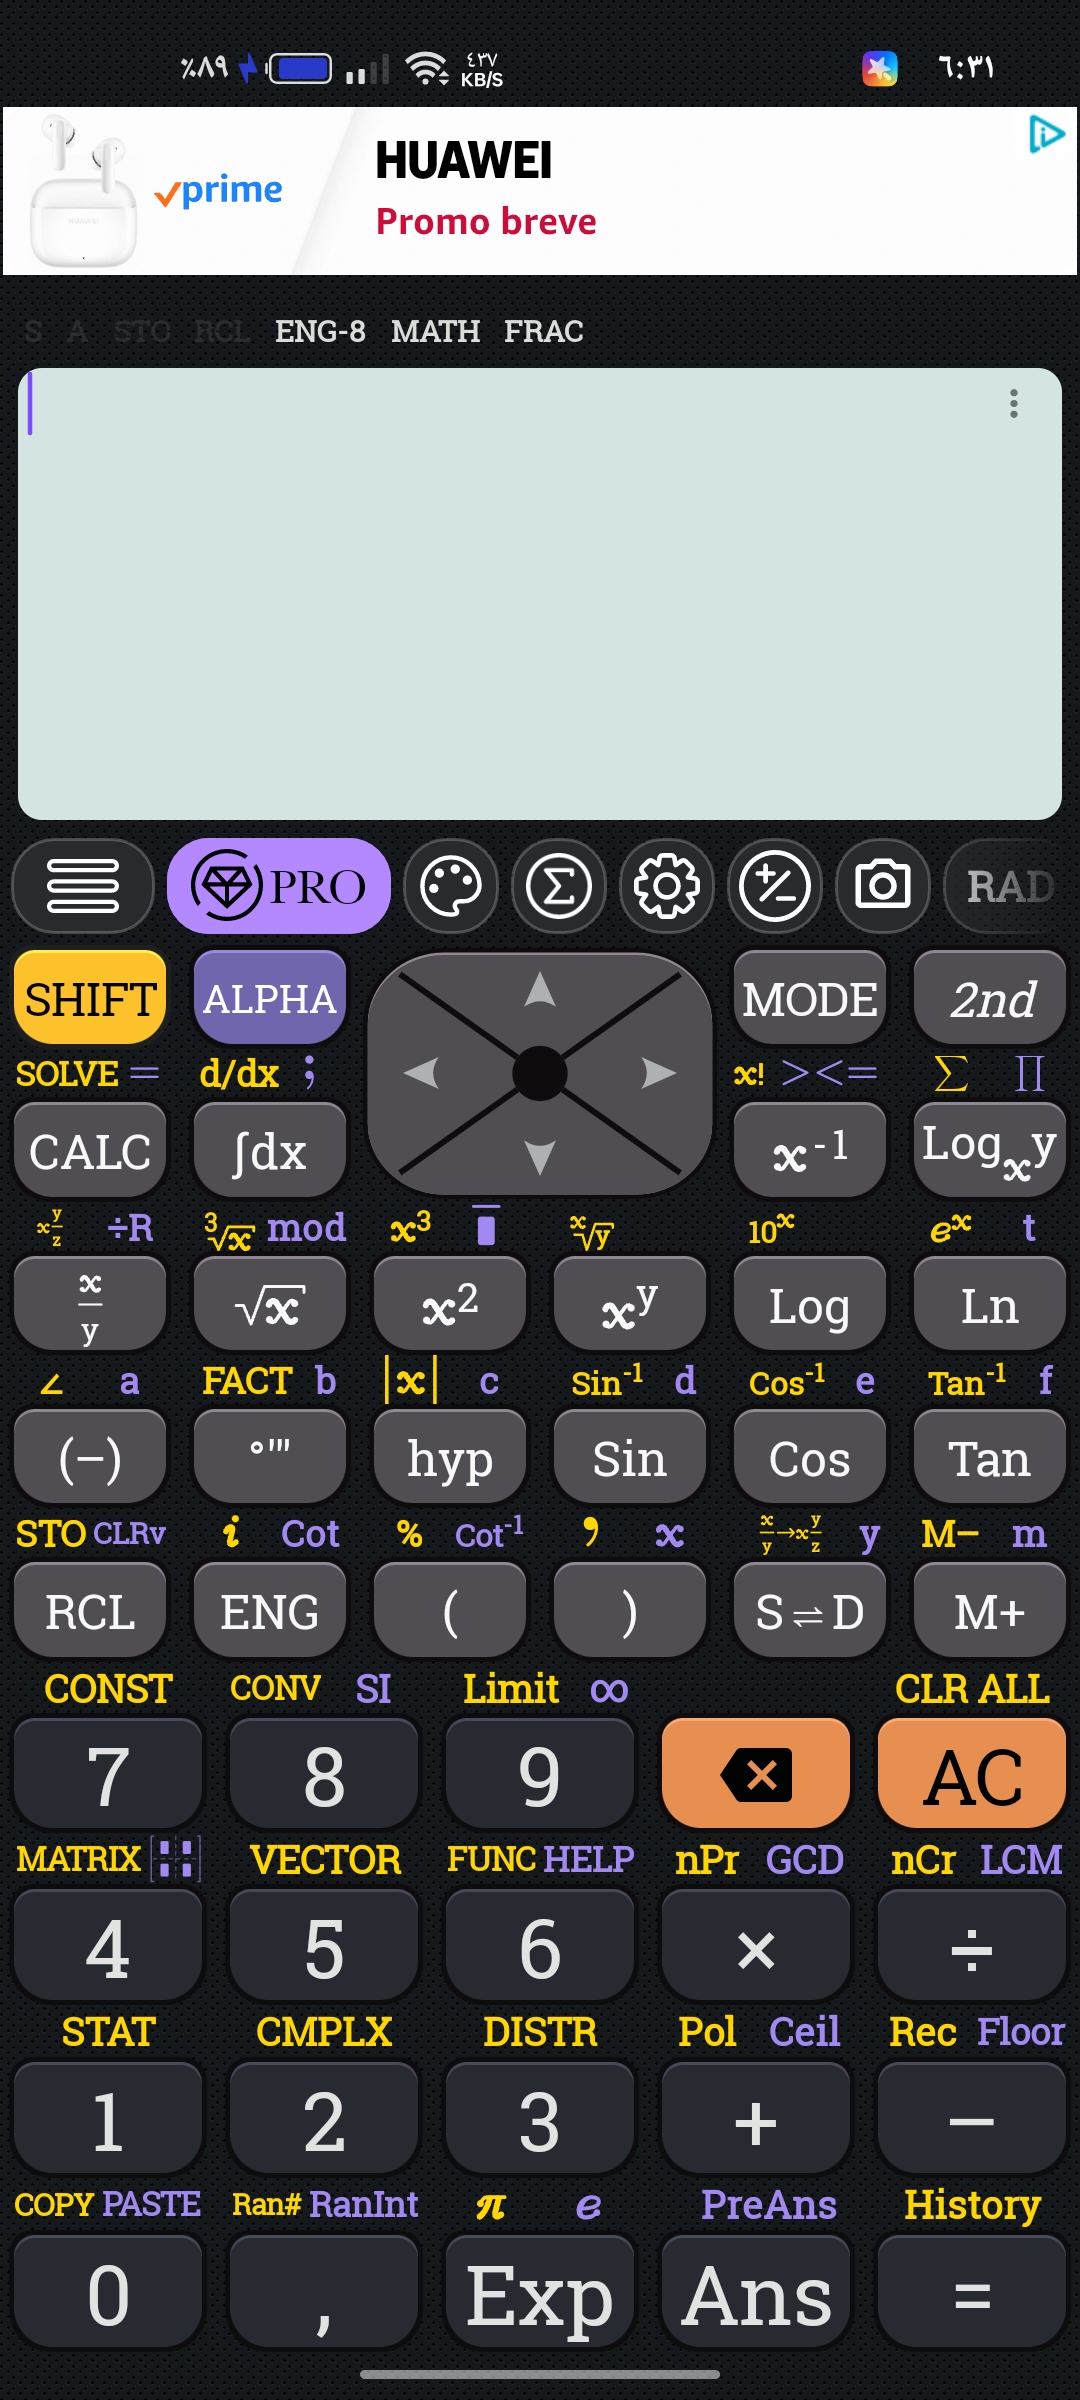 ٪٨٩ ٤٣٧ KB/S ٦:٣١
HUAWEI
prime
Promo breve
S A STO RCL ENG-8 MATH FRAC
PRO RAD
SHIFT ALPHA MODE 2nd
SOLVE = d/dx ; x! ><= ∑ ∏
CALC ∫dx x⁻¹ Logₓy
x y/z ÷R ³√x mod x³ ˣ√y 10ˣ eˣ t
x/y √x x² xʸ Log Ln
∠ a FACT b |x| c Sin⁻¹ d Cos⁻¹ e Tan⁻¹ f
(−) °''' hyp Sin Cos Tan
STO CLRv i Cot % Cot⁻¹ , x x/y→x y/z y M− m
RCL ENG ( ) S⇌D M+
CONST CONV SI Limit ∞ CLR ALL
7 8 9 AC
MATRIX VECTOR FUNC HELP nPr GCD nCr LCM
4 5 6 × ÷
STAT CMPLX DISTR Pol Ceil Rec Floor
1 2 3 + −
COPY PASTE Ran# RanInt π e PreAns History
0 , Exp Ans =